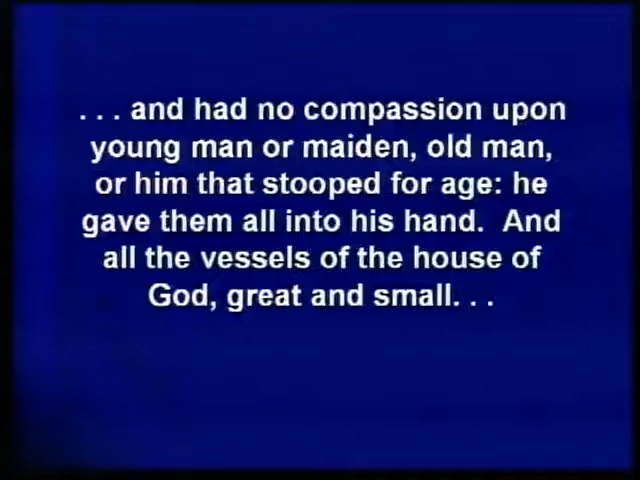 . . . and had no compassion upon
young man or maiden, old man,
or him that stooped for age: he
gave them all into his hand.  And
all the vessels of the house of
God, great and small. . .